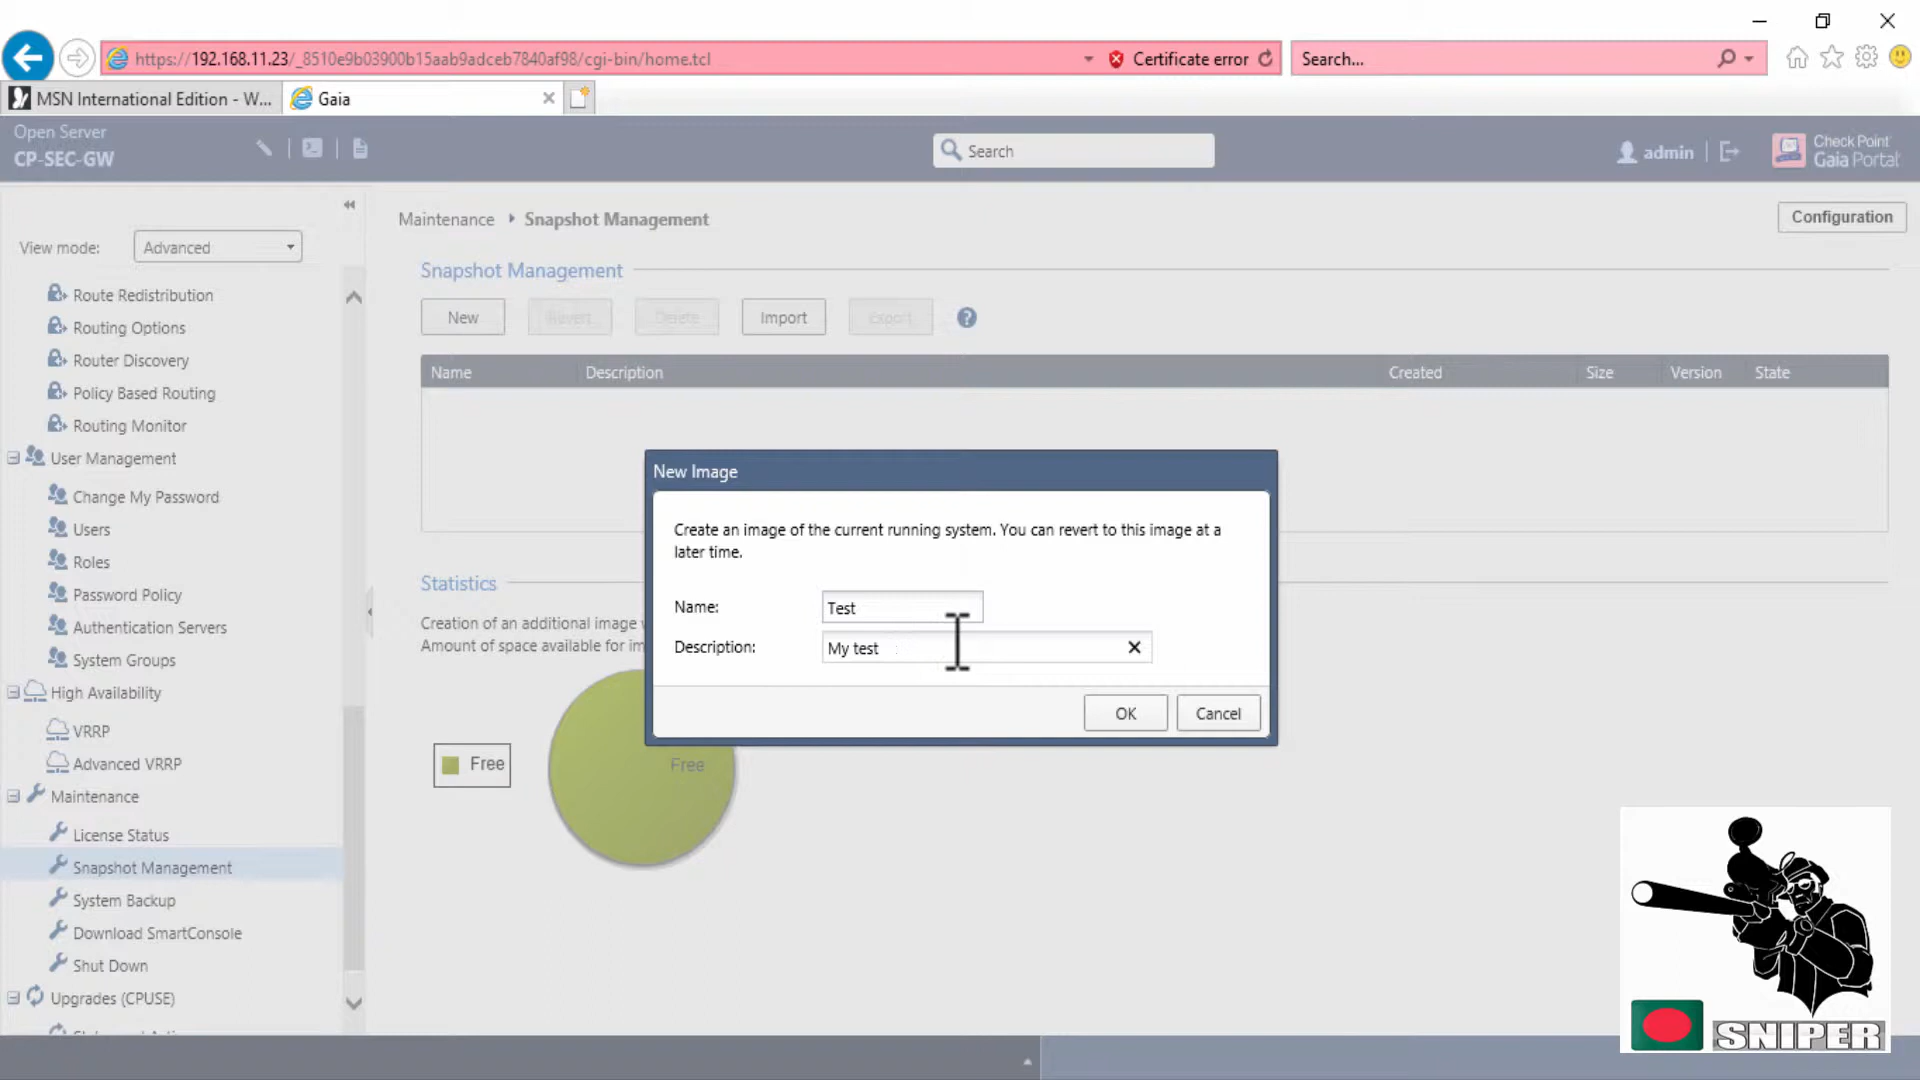 https://192.168.11.23/_8510e9b03900b15aab9adceb7840af98/cgi-bin/home.tcl
Certificate error
Search...
MSN International Edition - W...
Gaia
Open Server
CP-SEC-GW
Search
admin
Check Point
Gaia Portal
View mode:
Advanced
Maintenance
Snapshot Management
Configuration
Route Redistribution
Routing Options
Router Discovery
Policy Based Routing
Routing Monitor
User Management
Change My Password
Users
Roles
Password Policy
Authentication Servers
System Groups
High Availability
VRRP
Advanced VRRP
Maintenance
License Status
Snapshot Management
System Backup
Download SmartConsole
Shut Down
Upgrades (CPUSE)
Snapshot Management
New
Revert
Delete
Import
Export
Name
Description
Created
Size
Version
State
Statistics
Creation of an additional image
Amount of space available for
Free
Free
New Image
Create an image of the current running system. You can revert to this image at a
later time.
Name:
Test
Description:
My test
OK
Cancel
SNIPER